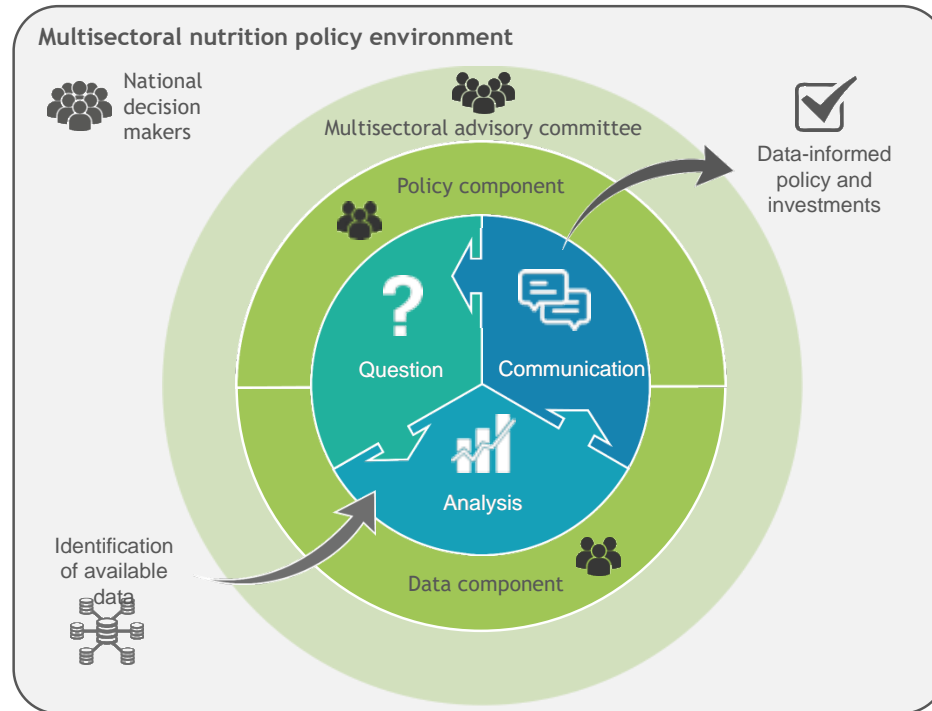 Multisectoral nutrition policy environment
National
decision
makers
Multisectoral advisory committee
Data-informed
policy and
investments
Policy component
?
Question
Communication
Analysis
Identification
of available
data
Data component